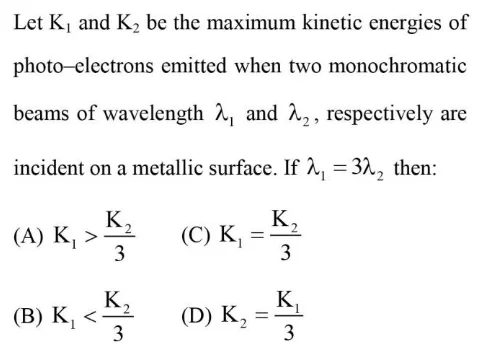 Let K₁ and K₂ be the maximum kinetic energies of
photo–electrons emitted when two monochromatic
beams of wavelength λ₁ and λ₂, respectively are
incident on a metallic surface. If λ₁ = 3λ₂ then:
(A) K₁ > K₂/3 (C) K₁ = K₂/3
(B) K₁ < K₂/3 (D) K₂ = K₁/3